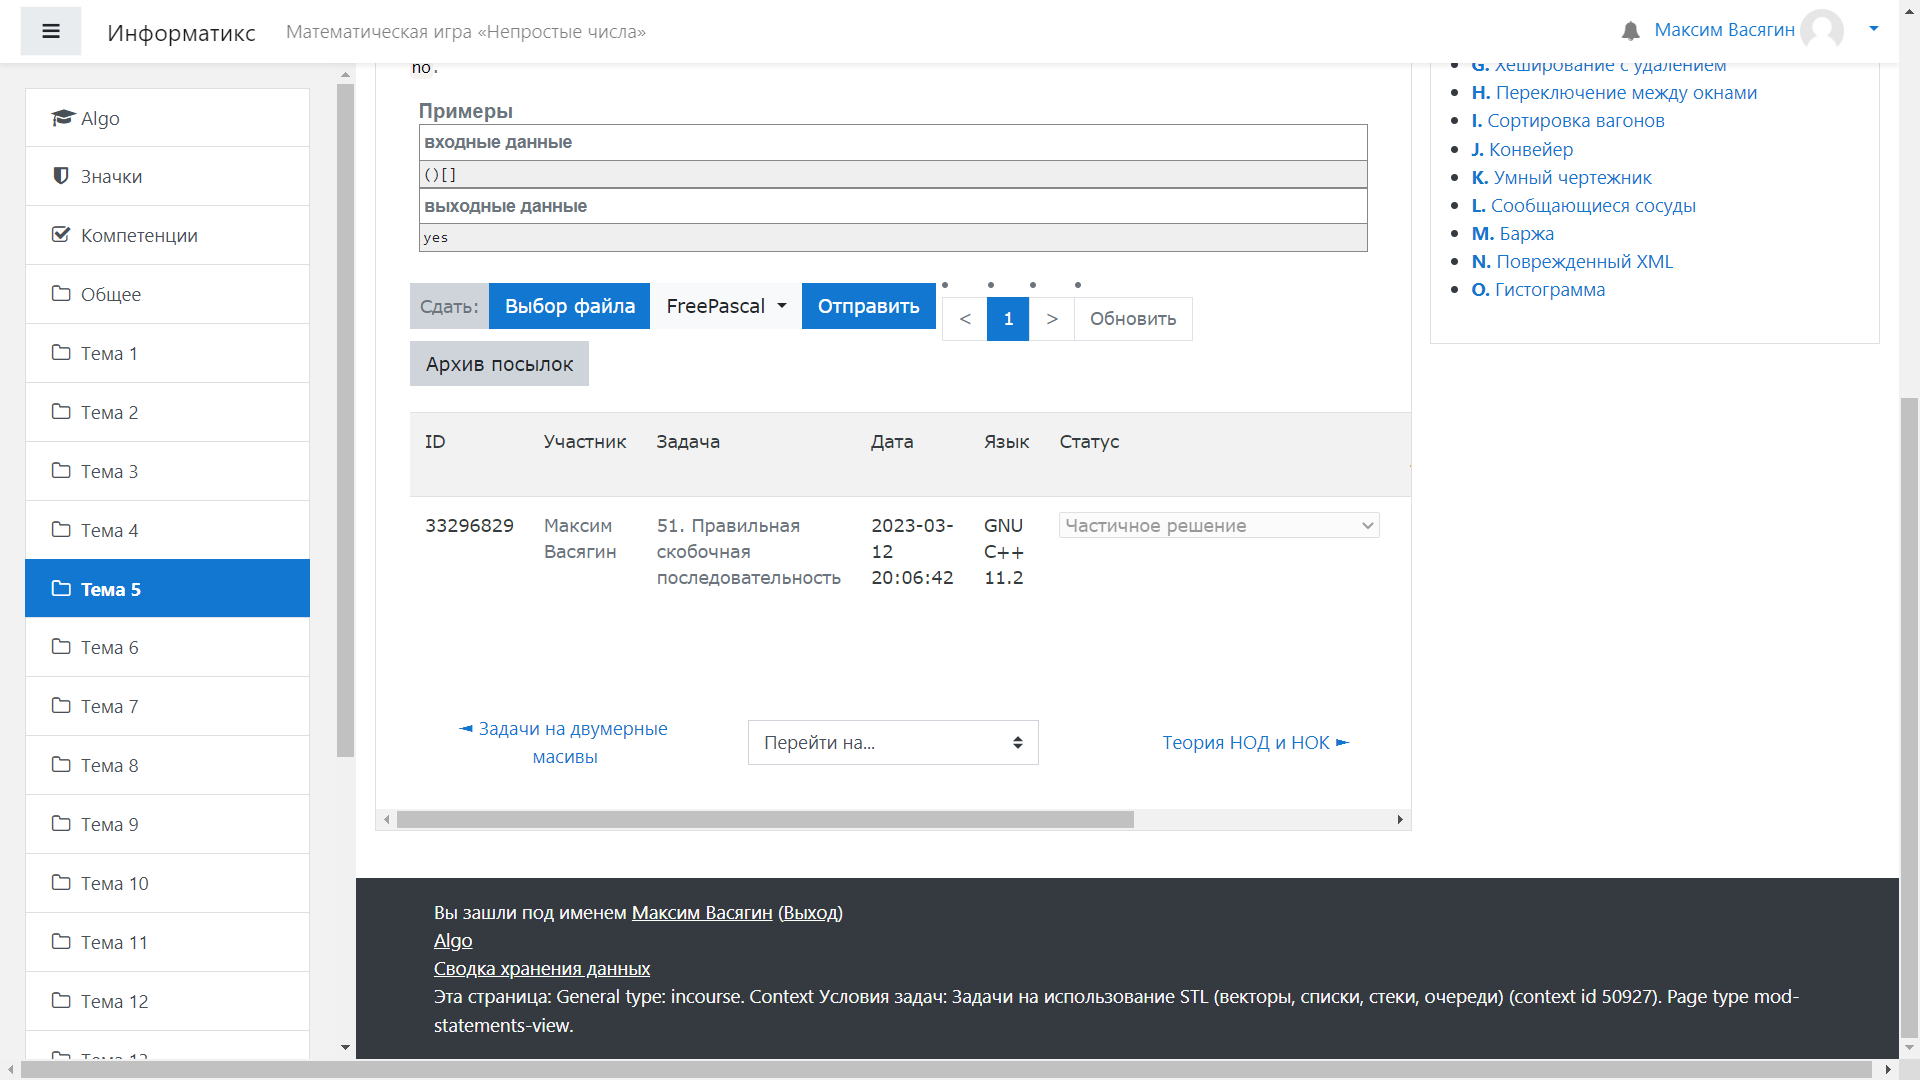 Информатикс
Математическая игра «Непростые числа»
Максим Васягин
Algo
Значки
Компетенции
Общее
Тема 1
Тема 2
Тема 3
Тема 4
Тема 5
Тема 6
Тема 7
Тема 8
Тема 9
Тема 10
Тема 11
Тема 12
Тема 13
no.
Примеры
входные данные
()[]
выходные данные
yes
Сдать: Выбор файла FreePascal Отправить < 1 > Обновить
Архив посылок
ID Участник Задача Дата Язык Статус
33296829 Максим 51. Правильная 2023-03- GNU Частичное решение
Васягин скобочная 12 C++
последовательность 20:06:42 11.2
◄ Задачи на двумерные
масивы
Перейти на...
Теория НОД и НОК ►
G. Хеширование с удалением
H. Переключение между окнами
I. Сортировка вагонов
J. Конвейер
K. Умный чертежник
L. Сообщающиеся сосуды
M. Баржа
N. Поврежденный XML
O. Гистограмма
Вы зашли под именем Максим Васягин (Выход)
Algo
Сводка хранения данных
Эта страница: General type: incourse. Context Условия задач: Задачи на использование STL (векторы, списки, стеки, очереди) (context id 50927). Page type mod-
statements-view.